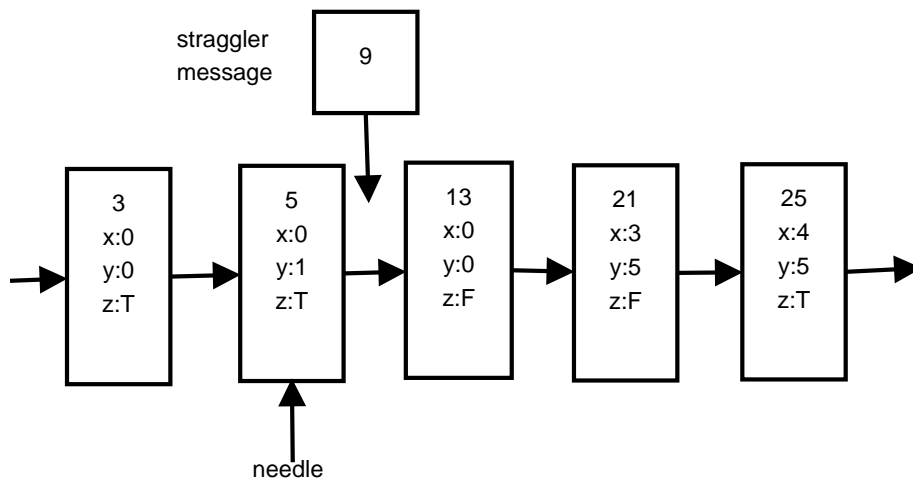 straggler
message
9
3
x:0
y:0
z:T
5
x:0
y:1
z:T
13
x:0
y:0
z:F
21
x:3
y:5
z:F
25
x:4
y:5
z:T
needle